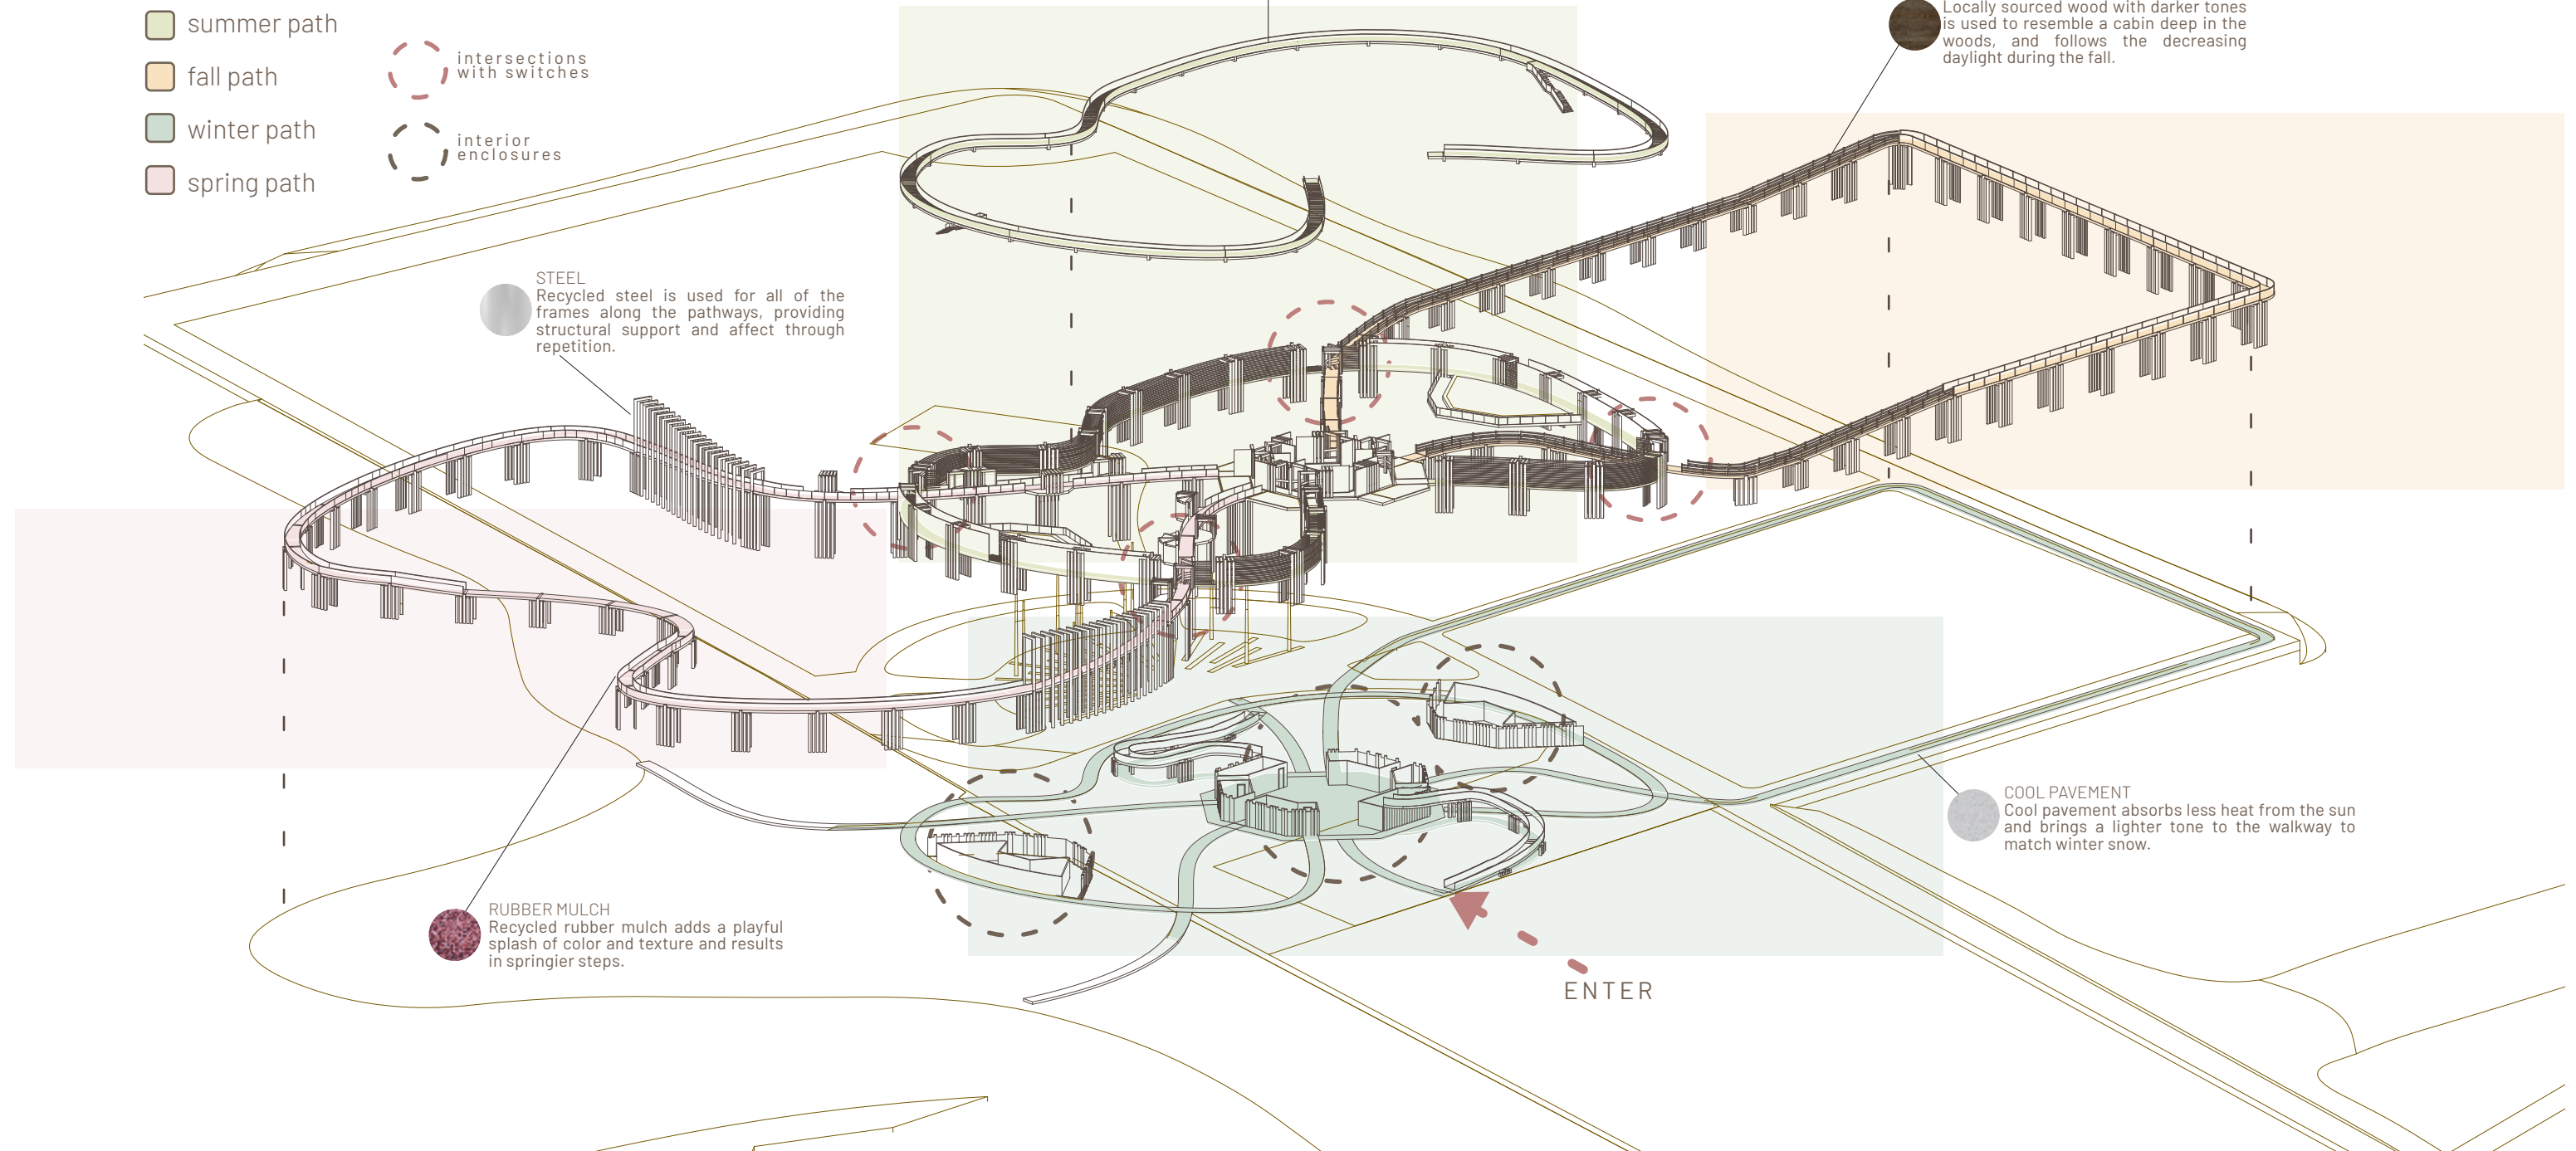 summer path
fall path
winter path
spring path
intersections
with switches
interior
enclosures
Locally sourced wood with darker tones
is used to resemble a cabin deep in the
woods, and follows the decreasing
daylight during the fall.
STEEL
Recycled steel is used for all of the
frames along the pathways, providing
structural support and affect through
repetition.
COOL PAVEMENT
Cool pavement absorbs less heat from the sun
and brings a lighter tone to the walkway to
match winter snow.
RUBBER MULCH
Recycled rubber mulch adds a playful
splash of color and texture and results
in springier steps.
ENTER